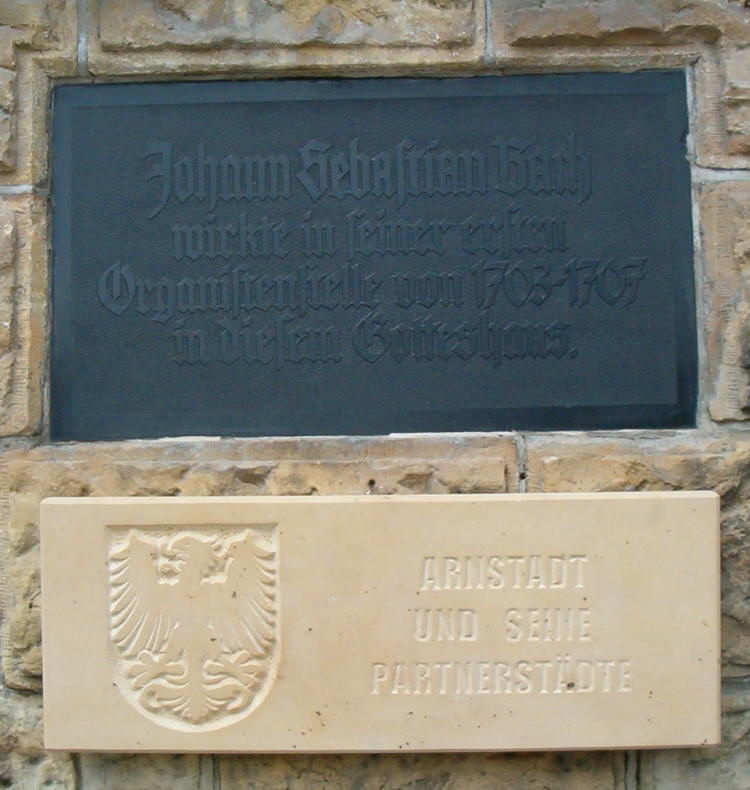 Johann Sebastian Bach
wirkte in seiner ersten
Organistenstelle von 1703-1707
in diesem Gotteshaus.
ARNSTADT
UND SEINE
PARTNERSTÄDTE